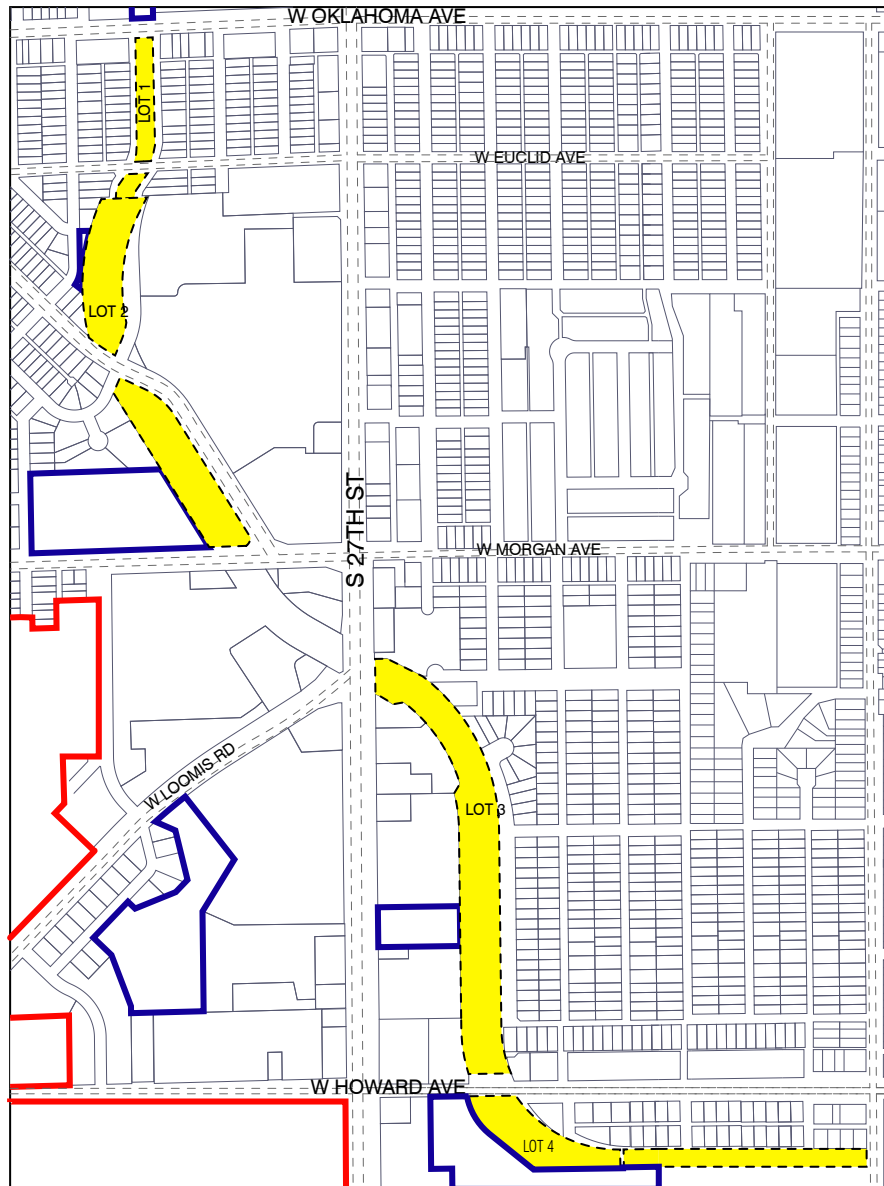 W OKLAHOMA AVE
LOT 1
W EUCLID AVE
LOT 2
S 27TH ST
W MORGAN AVE
W LOOMIS RD
LOT 3
W HOWARD AVE
LOT 4